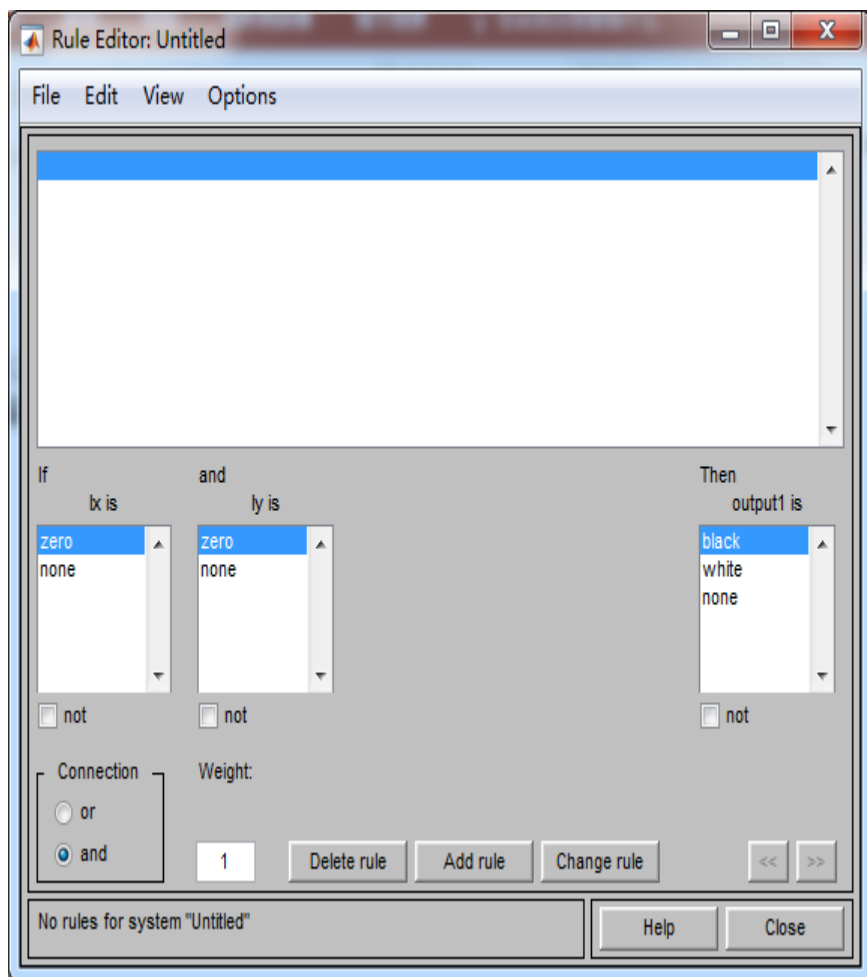 Rule Editor: Untitled
File Edit View Options
If and Then
Ix is Iy is output1 is
zero zero black
none none white
none
not not not
Connection Weight:
or
and 1 Delete rule Add rule Change rule << >>
No rules for system "Untitled" Help Close